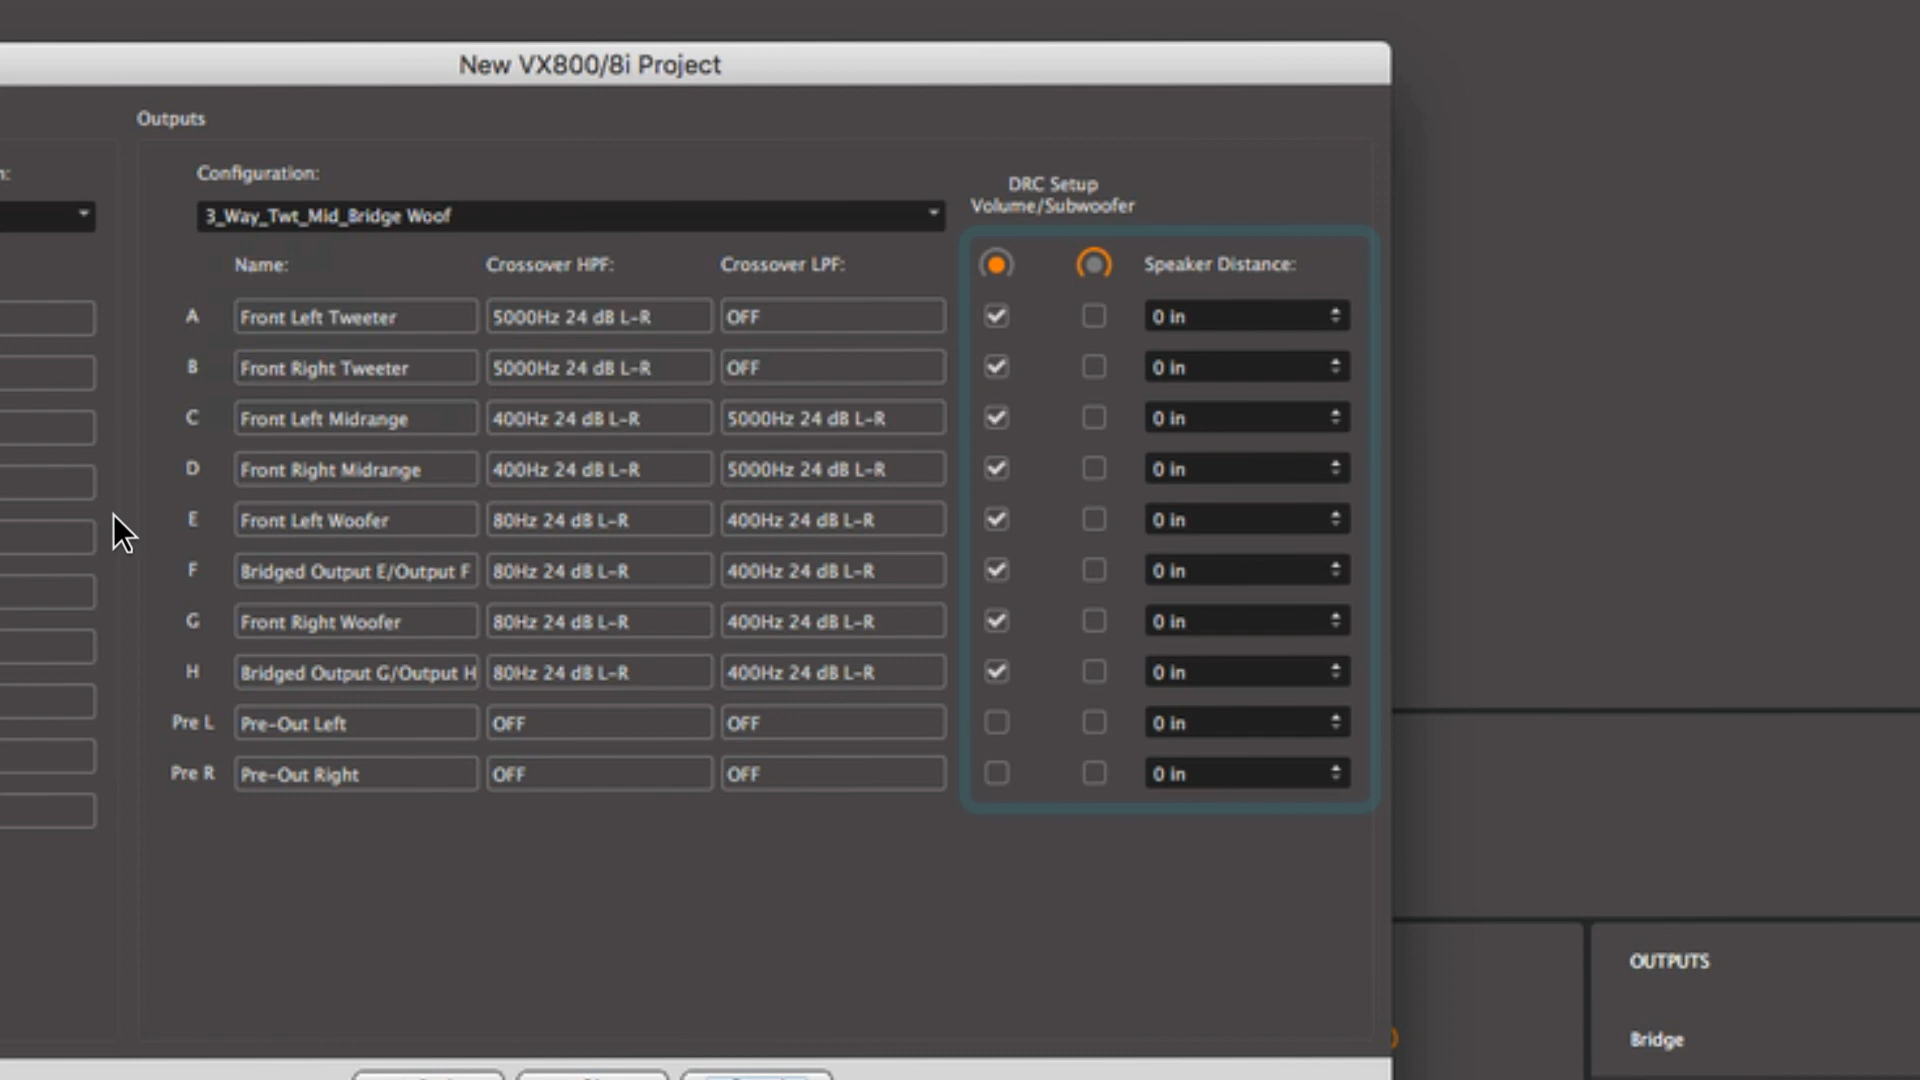 New VX800/8i Project
Outputs
n:
Configuration:
3_Way_Twt_Mid_Bridge Woof
DRC Setup
Volume/Subwoofer
Name: Crossover HPF: Crossover LPF: Speaker Distance:
A Front Left Tweeter 5000Hz 24 dB L-R OFF 0 in
B Front Right Tweeter 5000Hz 24 dB L-R OFF 0 in
C Front Left Midrange 400Hz 24 dB L-R 5000Hz 24 dB L-R 0 in
D Front Right Midrange 400Hz 24 dB L-R 5000Hz 24 dB L-R 0 in
E Front Left Woofer 80Hz 24 dB L-R 400Hz 24 dB L-R 0 in
F Bridged Output E/Output F 80Hz 24 dB L-R 400Hz 24 dB L-R 0 in
G Front Right Woofer 80Hz 24 dB L-R 400Hz 24 dB L-R 0 in
H Bridged Output G/Output H 80Hz 24 dB L-R 400Hz 24 dB L-R 0 in
Pre L Pre-Out Left OFF OFF 0 in
Pre R Pre-Out Right OFF OFF 0 in
OUTPUTS
Bridge